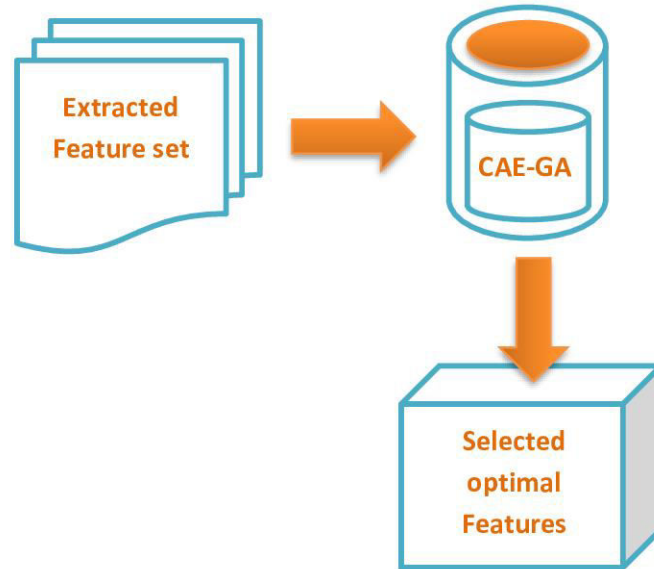 Extracted
Feature set
CAE-GA
Selected
optimal
Features